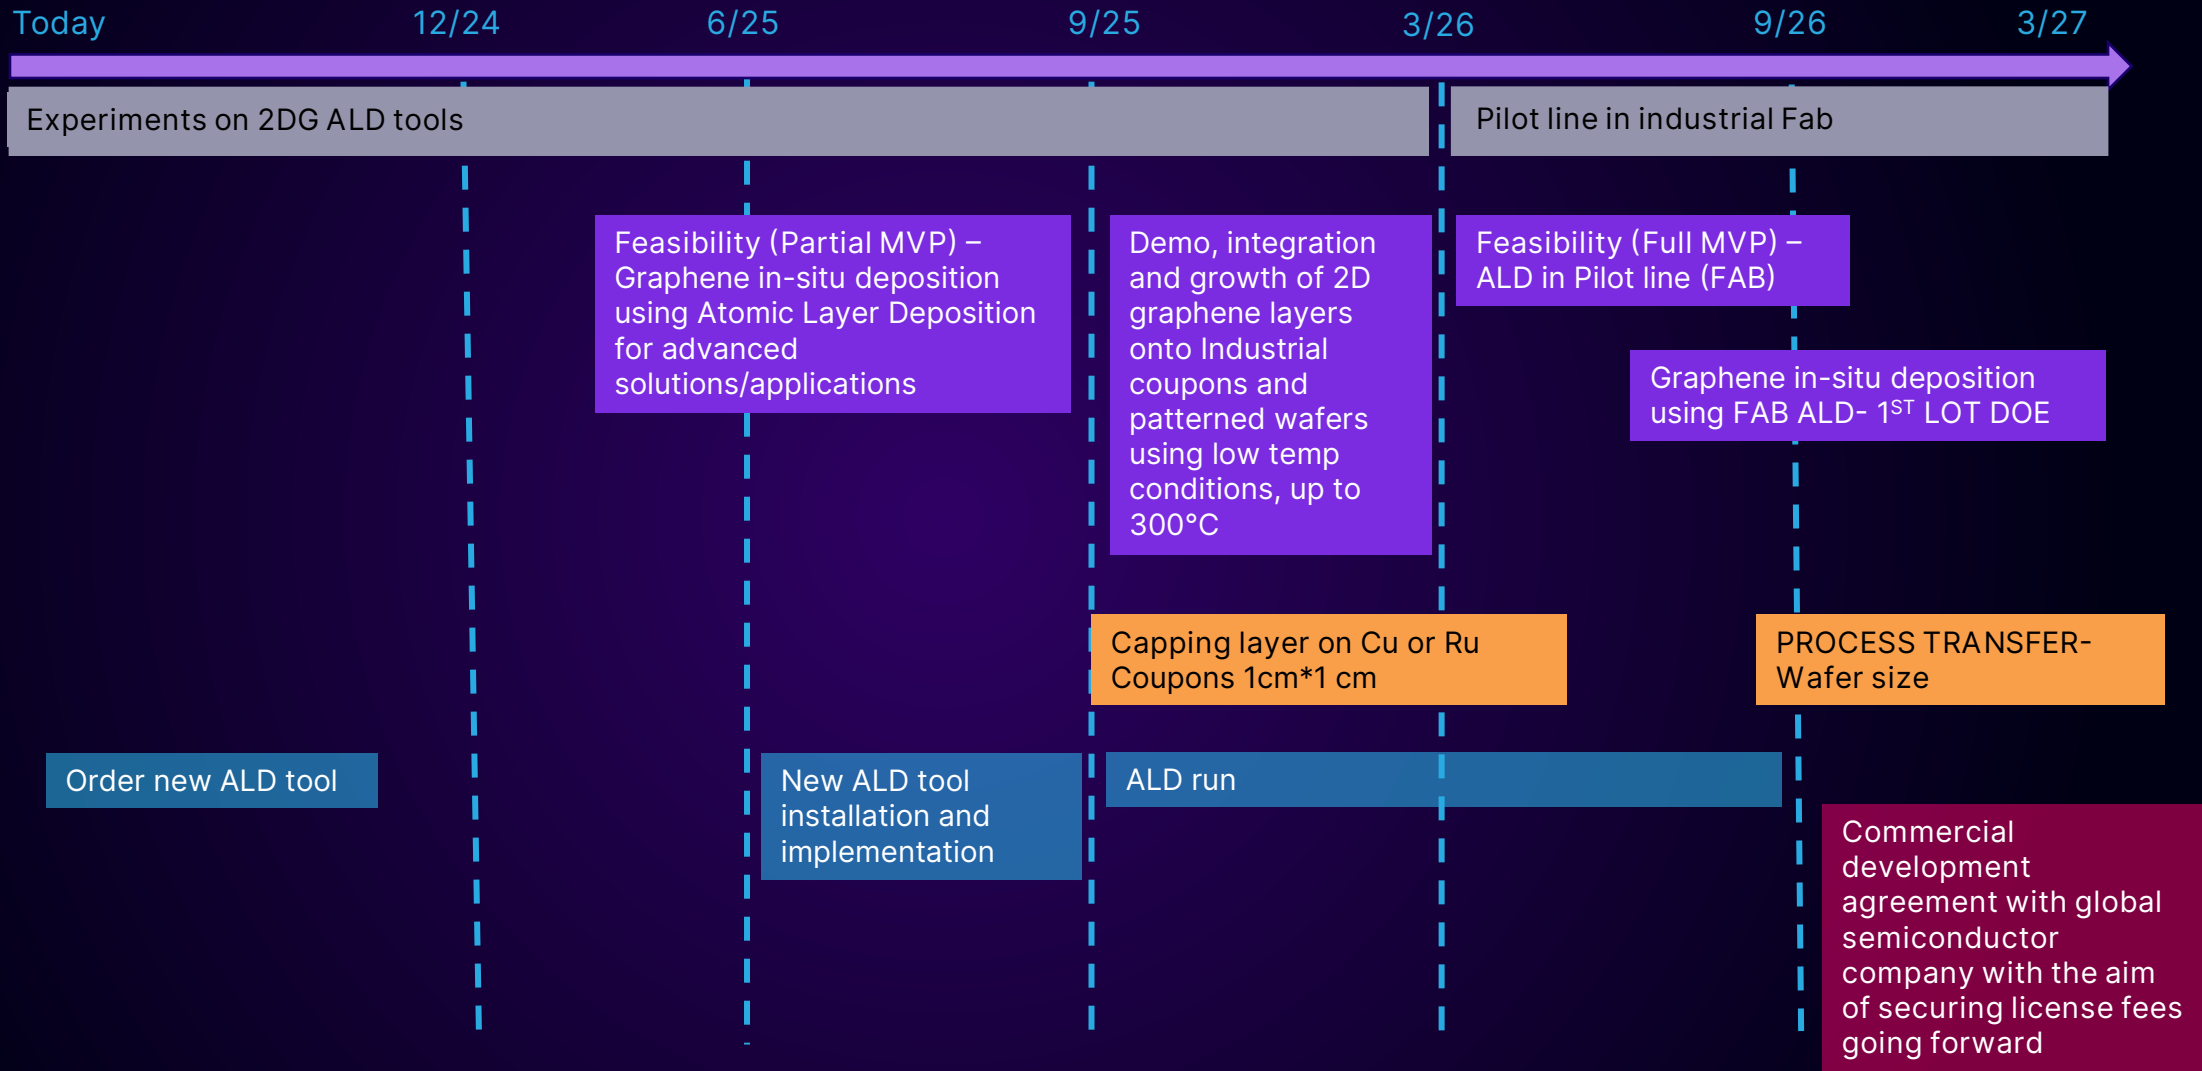 Today 12/24 6/25 9/25 3/26 9/26 3/27
Experiments on 2DG ALD tools
Pilot line in industrial Fab
Feasibility (Partial MVP) –
Graphene in-situ deposition
using Atomic Layer Deposition
for advanced
solutions/applications
Demo, integration
and growth of 2D
graphene layers
onto Industrial
coupons and
patterned wafers
using low temp
conditions, up to
300°C
Feasibility (Full MVP) –
ALD in Pilot line (FAB)
Graphene in-situ deposition
using FAB ALD- 1ST LOT DOE
Capping layer on Cu or Ru
Coupons 1cm*1 cm
PROCESS TRANSFER-
Wafer size
Order new ALD tool
New ALD tool
installation and
implementation
ALD run
Commercial
development
agreement with global
semiconductor
company with the aim
of securing license fees
going forward